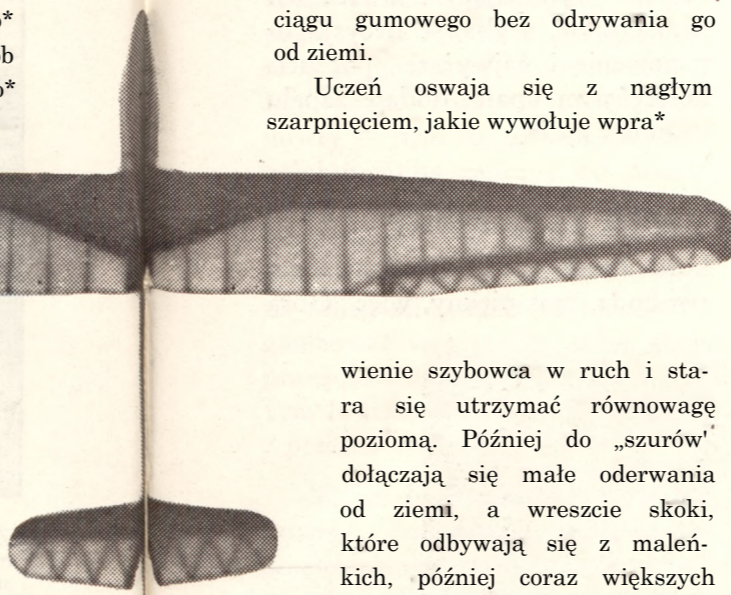 o*
ob
o*
ciągu gumowego bez odrywania go
od ziemi.
Uczeń oswaja się z nagłym
szarpnięciem, jakie wywołuje wpra*
wienie szybowca w ruch i sta-
ra się utrzymać równowagę
poziomą. Później do „szurów'
dołączają się małe oderwania
od ziemi, a wreszcie skoki,
które odbywają się z maleń-
kich, później coraz większych